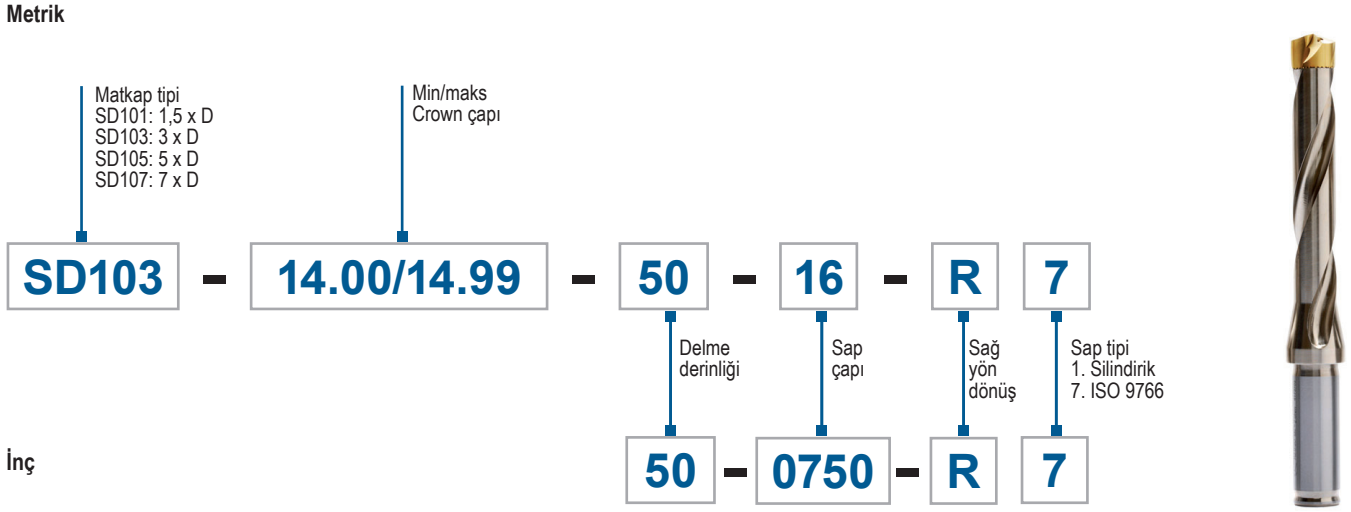 Metrik
Matkap tipi
SD101: 1,5 x D
SD103: 3 x D
SD105: 5 x D
SD107: 7 x D
Min/maks
Crown çapı
SD103 - 14.00/14.99 - 50 - 16 - R 7
Delme
derinliği
Sap
çapı
Sağ
yön
dönüş
Sap tipi
1. Silindirik
7. ISO 9766
İnç
50 - 0750 - R 7